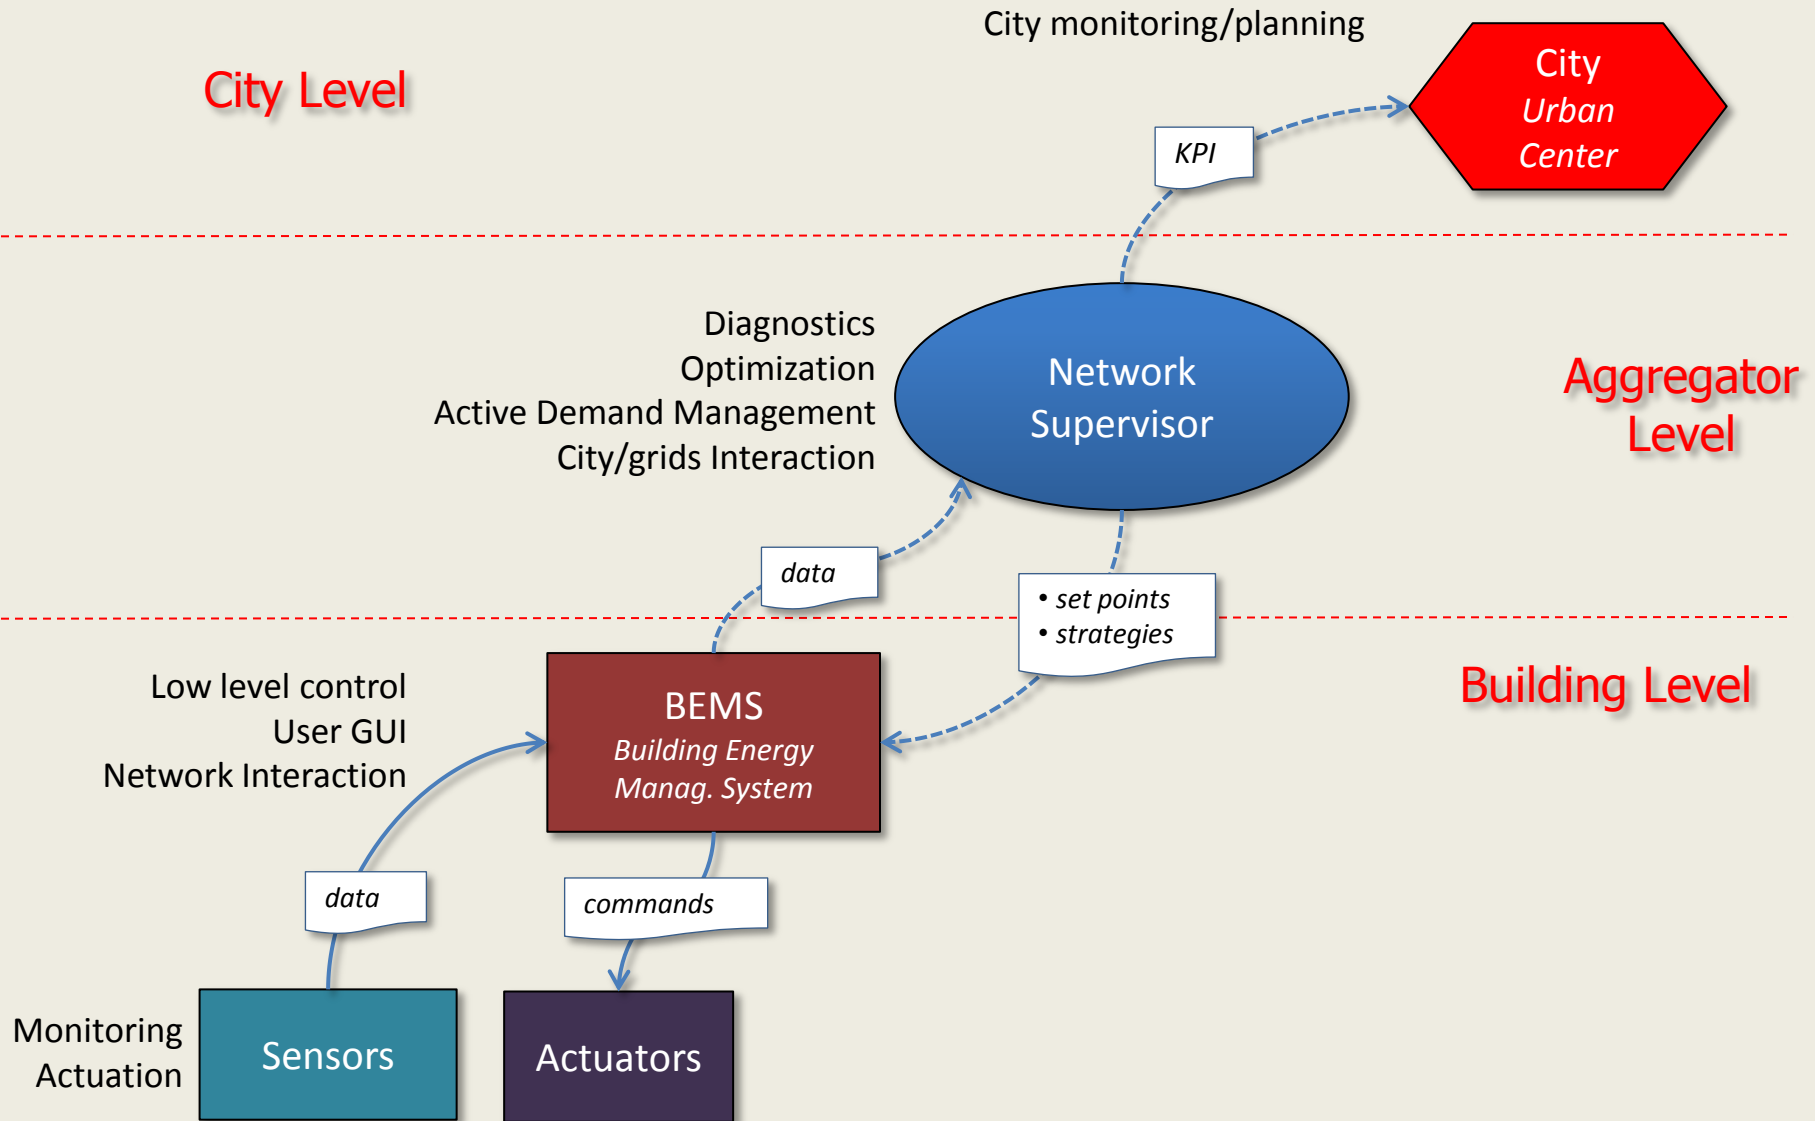 City monitoring/planning
City Level
City
Urban
Center
KPI
Diagnostics
Optimization
Active Demand Management
City/grids Interaction
Network
Supervisor
Aggregator
Level
data
• set points
• strategies
Building Level
Low level control
User GUI
Network Interaction
BEMS
Building Energy
Manag. System
data
commands
Monitoring
Actuation
Sensors
Actuators